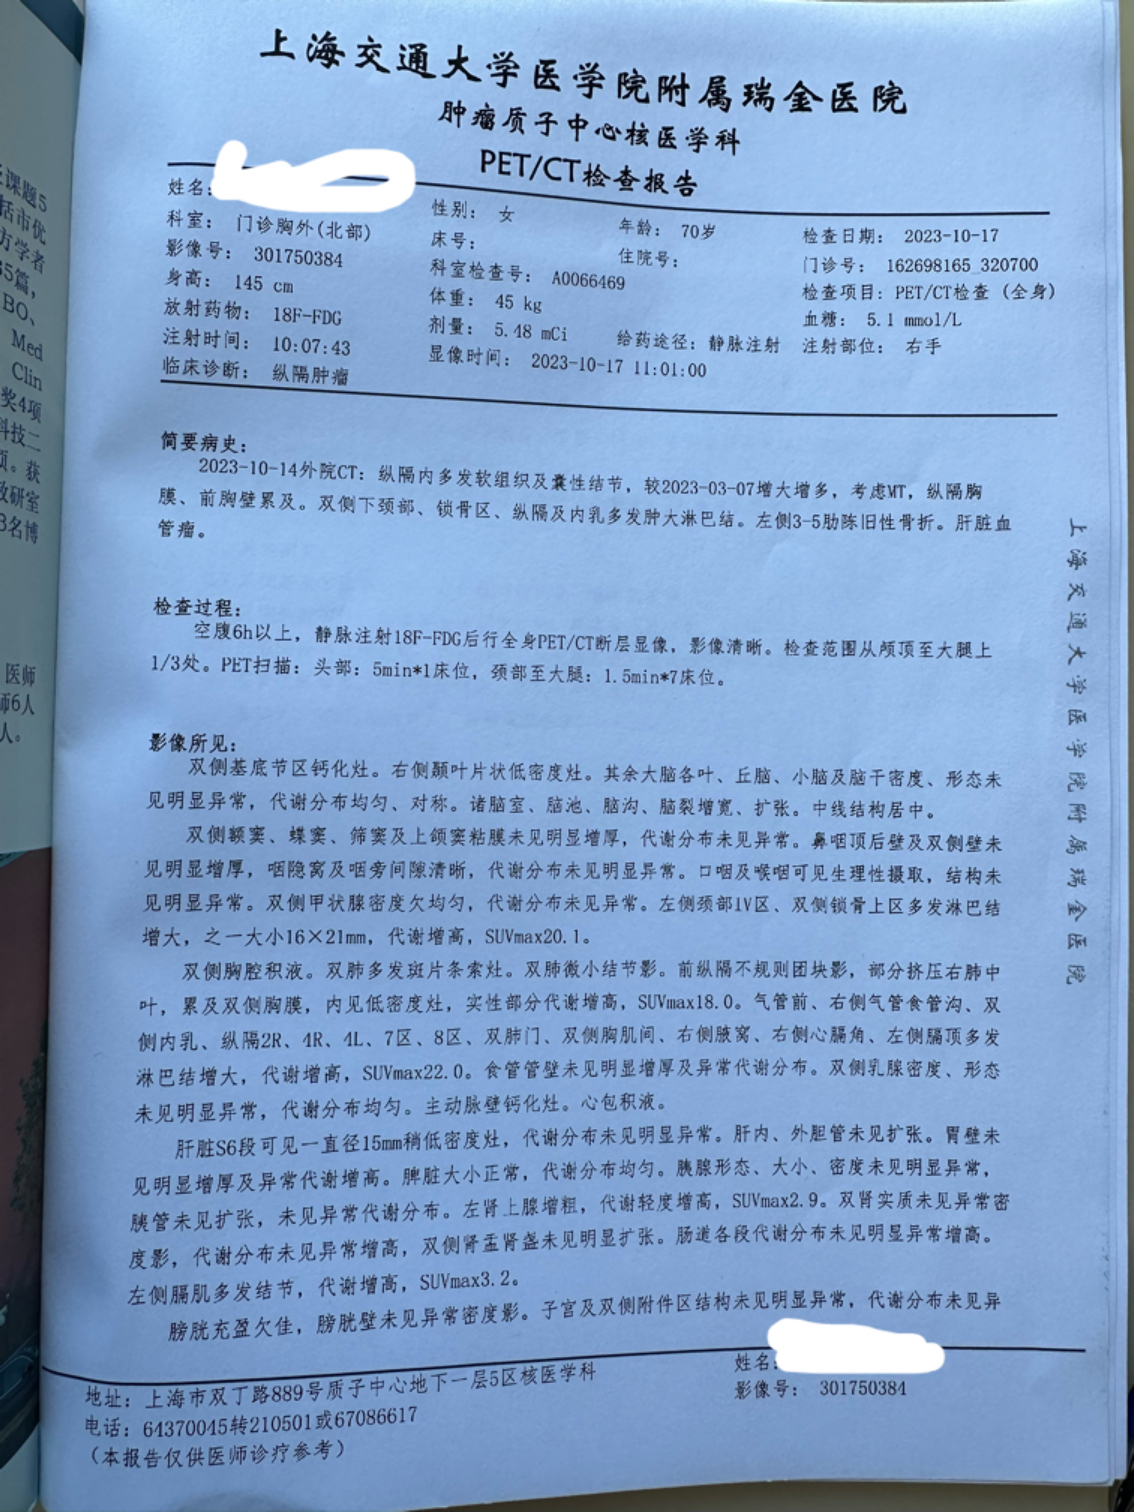 上海交通大学医学院附属瑞金医院
肿瘤质子中心核医学科
PET/CT检查报告
姓名:
性别: 女
年龄: 70岁
检查日期: 2023-10-17
科室: 门诊胸外(北部)
床号:
住院号:
门诊号: 162698165_320700
影像号: 301750384
科室检查号: A0066469
检查项目: PET/CT检查 (全身)
身高: 145 cm
体重: 45 kg
血糖: 5.1 mmol/L
放射药物: 18F-FDG
剂量: 5.48 mCi
给药途径: 静脉注射
注射部位: 右手
注射时间: 10:07:43
显像时间: 2023-10-17 11:01:00
临床诊断: 纵隔肿瘤
简要病史:
2023-10-14外院CT: 纵隔内多发软组织及囊性结节, 较2023-03-07增大增多, 考虑MT, 纵隔胸
膜、前胸壁累及。双侧下颈部、锁骨区、纵隔及内乳多发肿大淋巴结。左侧3-5肋陈旧性骨折。肝脏血
管瘤。
检查过程:
空腹6h以上, 静脉注射18F-FDG后行全身PET/CT断层显像, 影像清晰。检查范围从颅顶至大腿上
1/3处。PET扫描: 头部: 5min*1床位, 颈部至大腿: 1.5min*7床位。
影像所见:
双侧基底节区钙化灶。右侧颞叶片状低密度灶。其余大脑各叶、丘脑、小脑及脑干密度、形态未
见明显异常, 代谢分布均匀、对称。诸脑室、脑池、脑沟、脑裂增宽、扩张。中线结构居中。
双侧额窦、蝶窦、筛窦及上颌窦粘膜未见明显增厚, 代谢分布未见异常。鼻咽顶后壁及双侧壁未
见明显增厚, 咽隐窝及咽旁间隙清晰, 代谢分布未见明显异常。口咽及喉咽可见生理性摄取, 结构未
见明显异常。双侧甲状腺密度欠均匀, 代谢分布未见异常。左侧颈部IV区、双侧锁骨上区多发淋巴结
增大, 之一大小16×21mm, 代谢增高, SUVmax20.1。
双侧胸腔积液。双肺多发斑片条索灶。双肺微小结节影。前纵隔不规则团块影, 部分挤压右肺中
叶, 累及双侧胸膜, 内见低密度灶, 实性部分代谢增高, SUVmax18.0。气管前、右侧气管食管沟、双
侧内乳、纵隔2R、4R、4L、7区、8区、双肺门、双侧胸肌间、右侧腋窝、右侧心膈角、左侧膈顶多发
淋巴结增大, 代谢增高, SUVmax22.0。食管管壁未见明显增厚及异常代谢分布。双侧乳腺密度、形态
未见明显异常, 代谢分布均匀。主动脉壁钙化灶。心包积液。
肝脏S6段可见一直径15mm稍低密度灶, 代谢分布未见明显异常。肝内、外胆管未见扩张。胃壁未
见明显增厚及异常代谢增高。脾脏大小正常, 代谢分布均匀。胰腺形态、大小、密度未见明显异常,
胰管未见扩张, 未见异常代谢分布。左肾上腺增粗, 代谢轻度增高, SUVmax2.9。双肾实质未见异常密
度影, 代谢分布未见异常增高, 双侧肾盂肾盏未见明显扩张。肠道各段代谢分布未见明显异常增高。
左侧膈肌多发结节, 代谢增高, SUVmax3.2。
膀胱充盈欠佳, 膀胱壁未见异常密度影。子宫及双侧附件区结构未见明显异常, 代谢分布未见异
地址: 上海市双丁路889号质子中心地下一层5区核医学科
电话: 64370045转210501或67086617
(本报告仅供医师诊疗参考)
姓名:
影像号: 301750384
上海交通大学医学院附属瑞金医院
课题5
括市优
方学者
35篇,
BO、
Med
Clin
奖4项
科技二
项。获
教研室
3名博
医师
师6人
人。